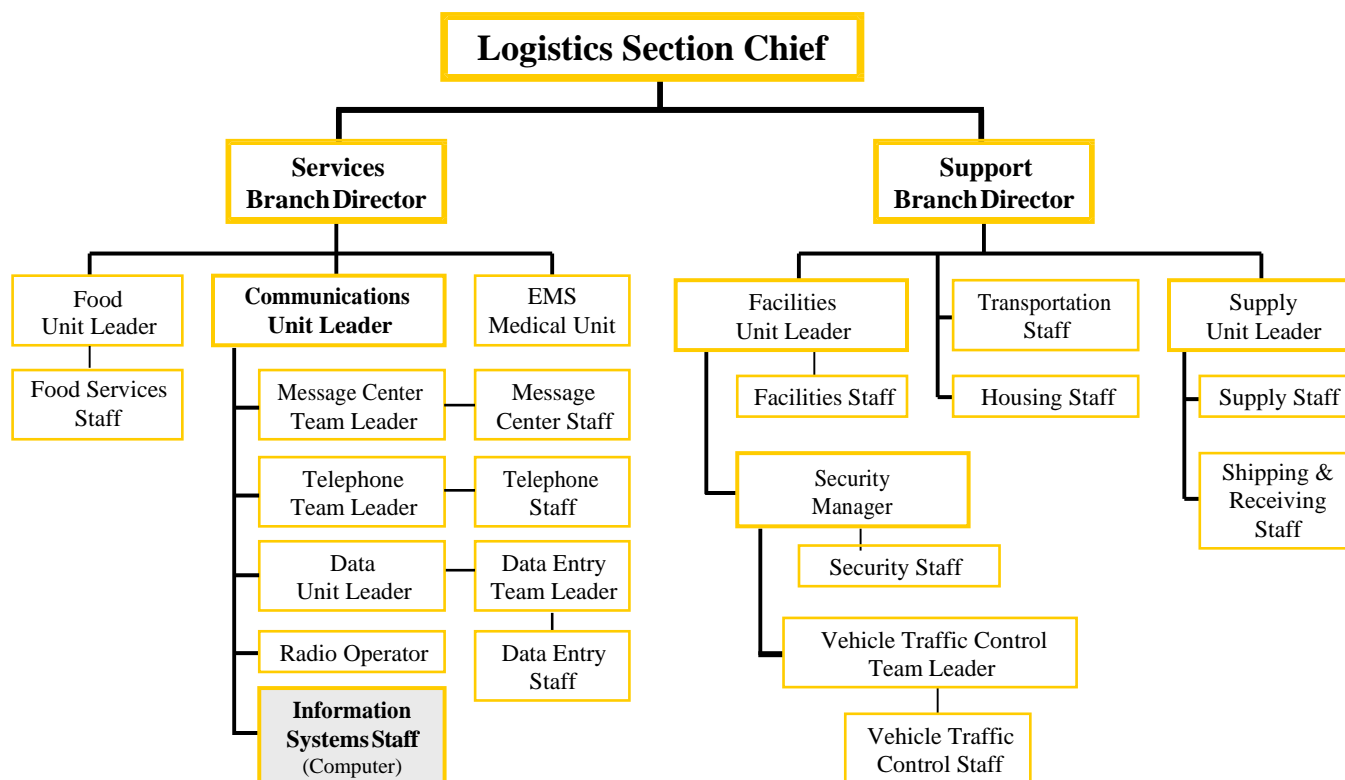 Logistics Section Chief
Services
Branch Director
Support
Branch Director
Food
Unit Leader
Communications
Unit Leader
EMS
Medical Unit
Facilities
Unit Leader
Transportation
Staff
Supply
Unit Leader
Food Services
Staff
Message Center
Team Leader
Message
Center Staff
Facilities Staff
Housing Staff
Supply Staff
Telephone
Team Leader
Telephone
Staff
Security
Manager
Shipping &
Receiving
Staff
Data
Unit Leader
Data Entry
Team Leader
Security Staff
Radio Operator
Data Entry
Staff
Vehicle Traffic Control
Team Leader
Information
Systems Staff
(Computer)
Vehicle Traffic
Control Staff